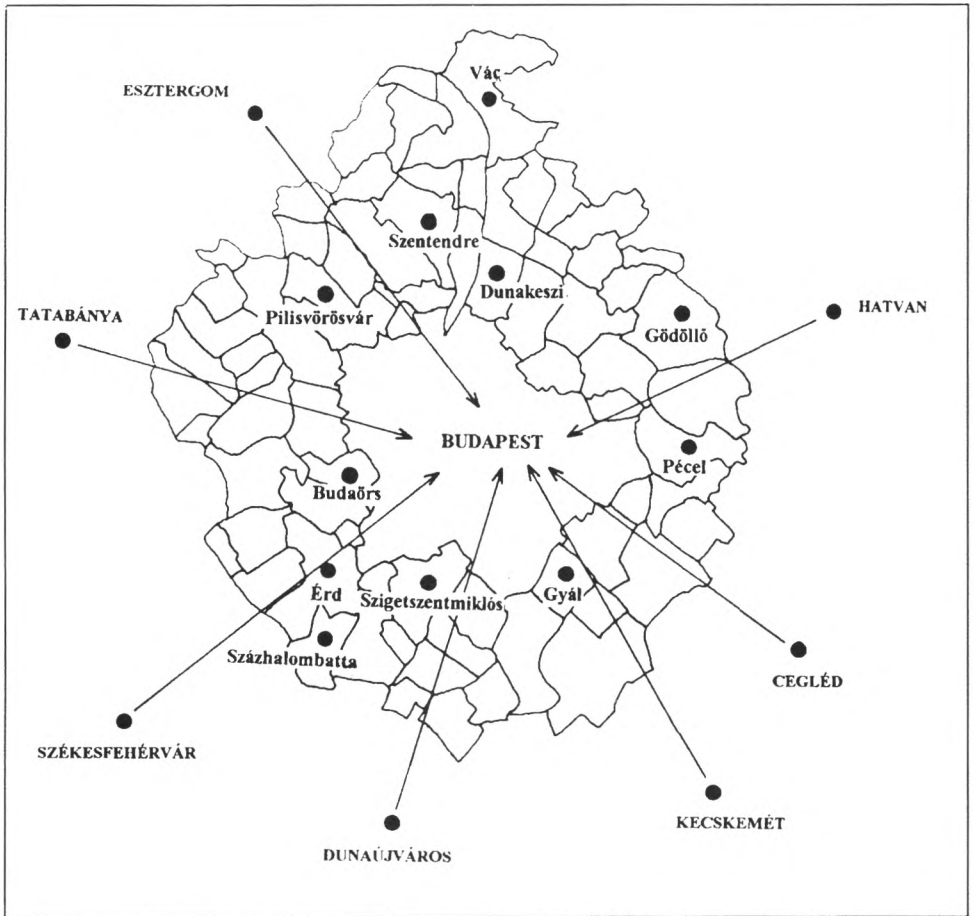 Vác
ESZTERGOM
Szentendre
Dunakeszi
Pilisvörösvár
TATABÁNYA
HATVAN
Gödöllő
BUDAPEST
Pécel
Budaörs
Érd
Szigetszentmiklós
Gyál
Százhalombatta
CEGLÉD
SZÉKESFEHÉRVÁR
KECSKEMÉT
DUNAÚJVÁROS